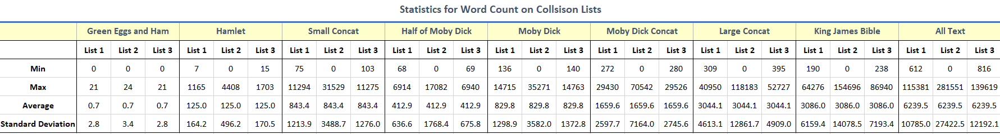 Statistics for Word Count on Collsison Lists
Green Eggs and Ham Hamlet Small Concat Half of Moby Dick Moby Dick Moby Dick Concat Large Concat King James Bible All Text
List 1 List 2 List 3 List 1 List 2 List 3 List 1 List 2 List 3 List 1 List 2 List 3 List 1 List 2 List 3 List 1 List 2 List 3 List 1 List 2 List 3 List 1 List 2 List 3 List 1 List 2 List 3
Min 0 0 0 7 0 15 75 0 103 68 0 69 136 0 140 272 0 280 309 0 395 190 0 238 612 0 816
Max 21 24 21 1165 4408 1703 11294 31529 11275 6914 17082 6940 14715 35271 14763 29430 70542 29526 40950 118183 52727 64276 154696 86940 115381 281551 139619
Average 0.7 0.7 0.7 125.0 125.0 125.0 843.4 843.4 843.4 412.9 412.9 412.9 829.8 829.8 829.8 1659.6 1659.6 1659.6 3044.1 3044.1 3044.1 3086.0 3086.0 3086.0 6239.5 6239.5 6239.5
Standard Deviation 2.8 3.4 2.8 164.2 496.2 170.5 1213.9 3488.7 1276.0 636.6 1768.4 675.8 1298.9 3582.0 1372.8 2597.7 7164.0 2745.6 4613.1 12861.7 4909.0 6159.4 14078.5 7193.4 10785.0 27422.5 12192.1